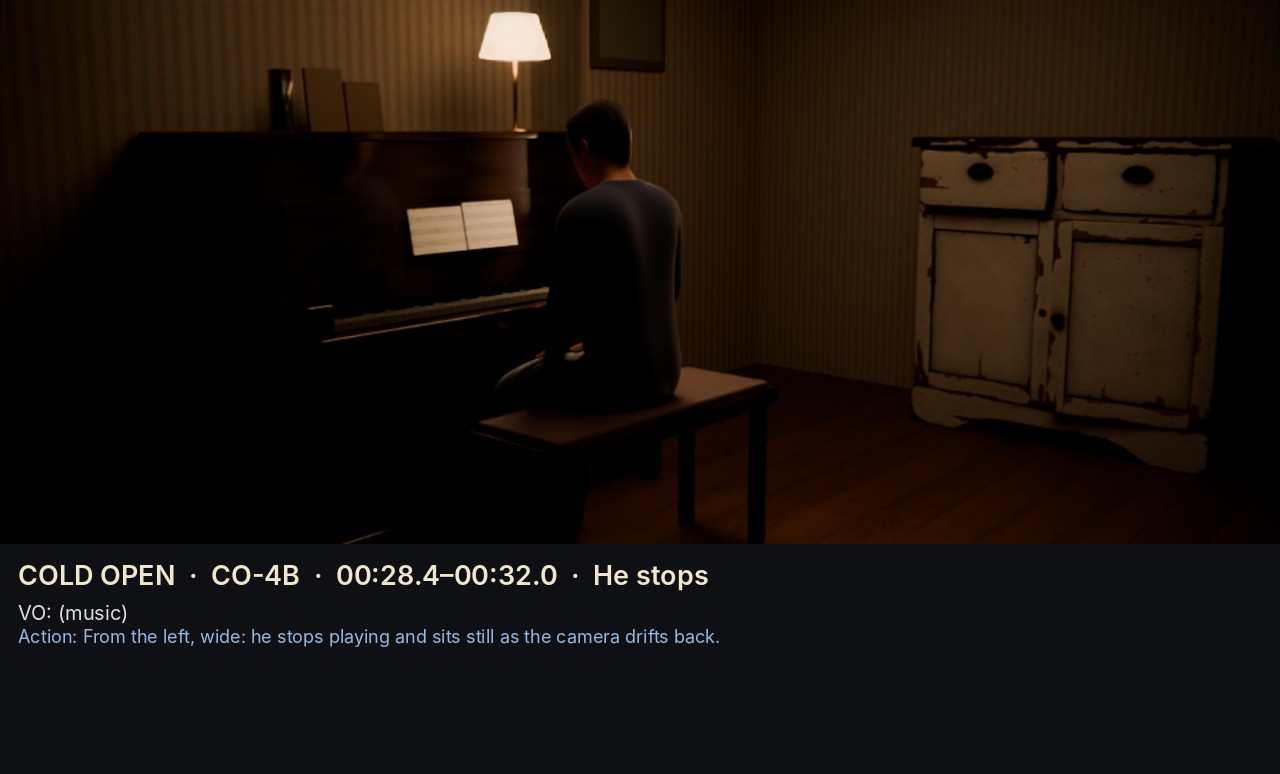 COLD OPEN · CO-4B · 00:28.4–00:32.0 · He stops
VO: (music)
Action: From the left, wide: he stops playing and sits still as the camera drifts back.